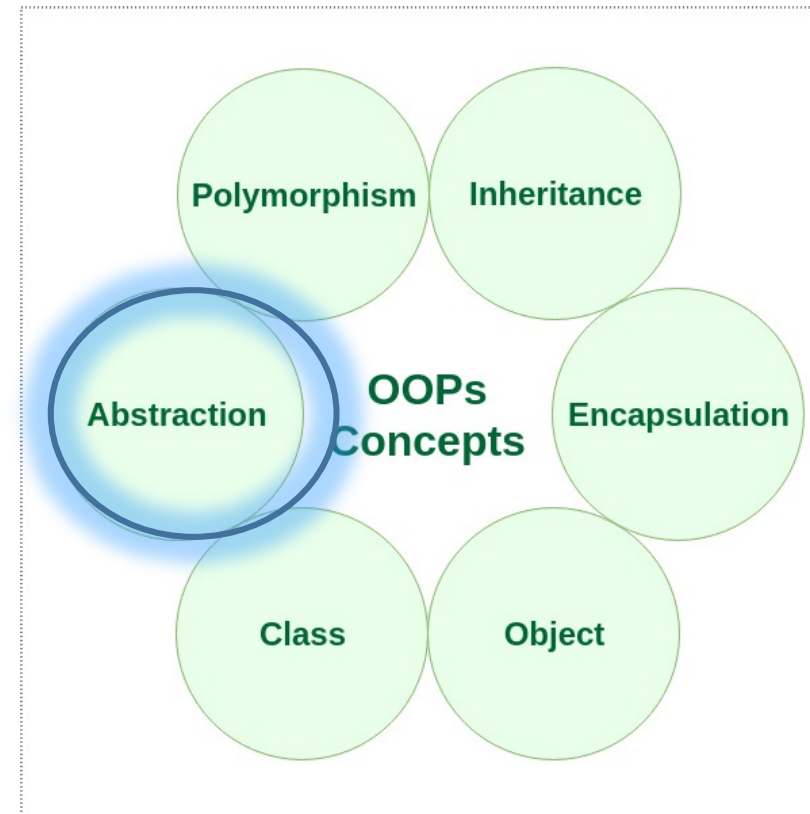 Polymorphism
Inheritance
Abstraction
OOPs
Concepts
Encapsulation
Class
Object